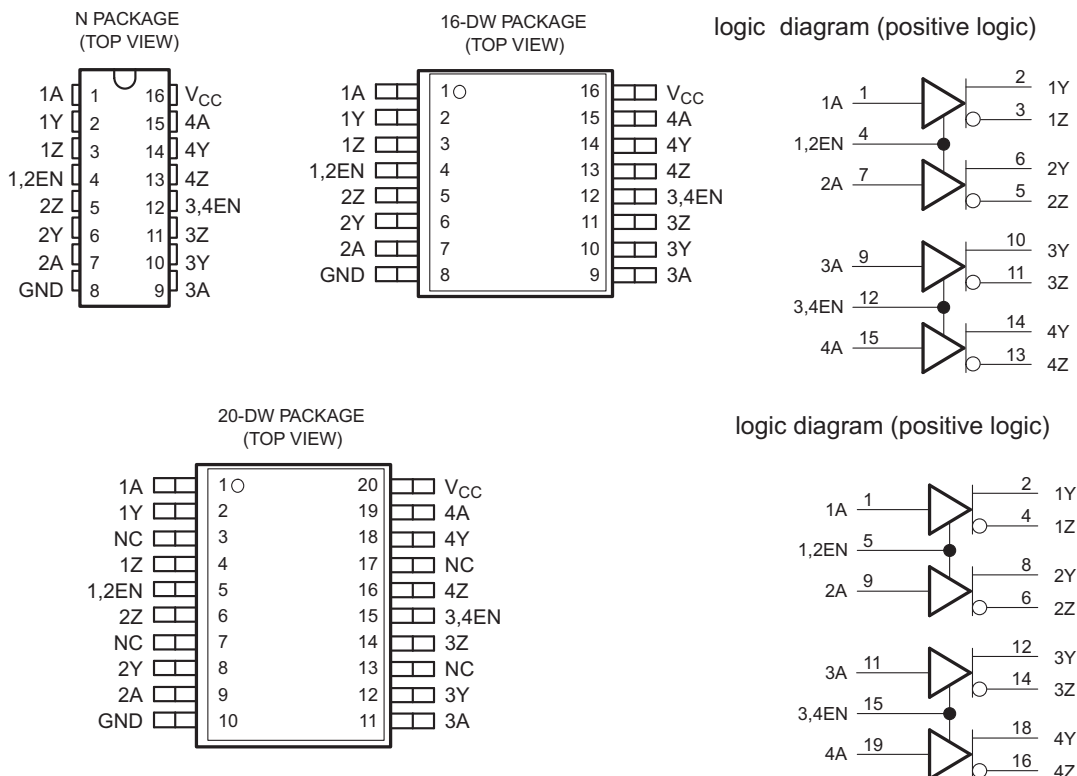 N PACKAGE
(TOP VIEW)
1A 1 16 VCC
1Y 2 15 4A
1Z 3 14 4Y
1,2EN 4 13 4Z
2Z 5 12 3,4EN
2Y 6 11 3Z
2A 7 10 3Y
GND 8 9 3A
16-DW PACKAGE
(TOP VIEW)
1A 1 16 VCC
1Y 2 15 4A
1Z 3 14 4Y
1,2EN 4 13 4Z
2Z 5 12 3,4EN
2Y 6 11 3Z
2A 7 10 3Y
GND 8 9 3A
logic diagram (positive logic)
1A 1 2 1Y
3 1Z
1,2EN 4
2A 7 6 2Y
5 2Z
3A 9 10 3Y
11 3Z
3,4EN 12
4A 15 14 4Y
13 4Z
20-DW PACKAGE
(TOP VIEW)
1A 1 20 VCC
1Y 2 19 4A
NC 3 18 4Y
1Z 4 17 NC
1,2EN 5 16 4Z
2Z 6 15 3,4EN
NC 7 14 3Z
2Y 8 13 NC
2A 9 12 3Y
GND 10 11 3A
logic diagram (positive logic)
1A 1 2 1Y
4 1Z
1,2EN 5
2A 9 8 2Y
6 2Z
3A 11 12 3Y
14 3Z
3,4EN 15
4A 19 18 4Y
16 4Z